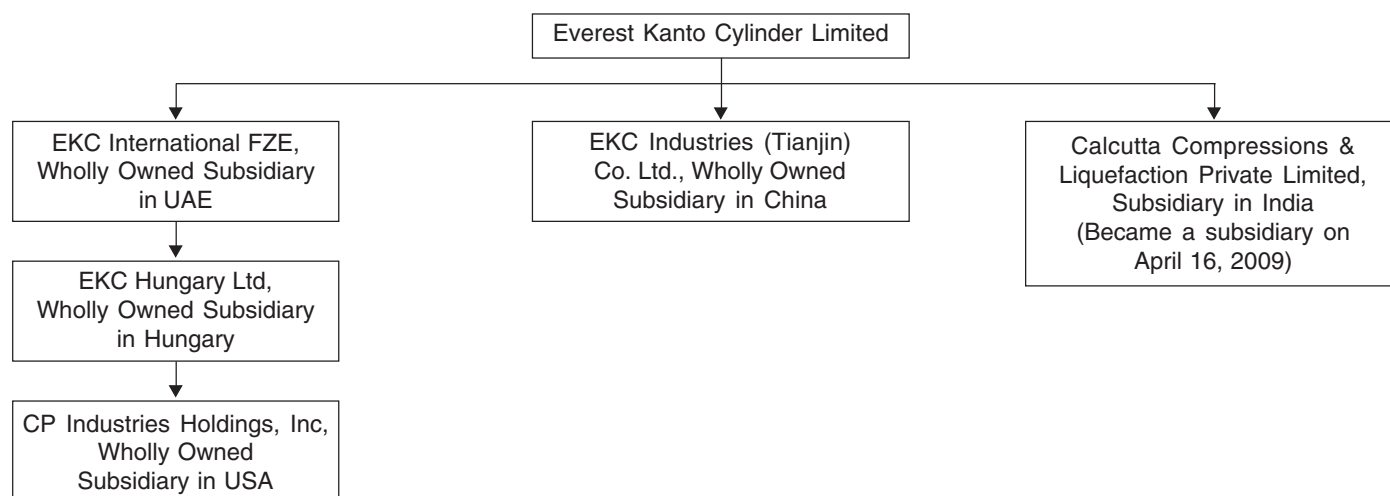 Everest Kanto Cylinder Limited
EKC International FZE,
Wholly Owned Subsidiary
in UAE
EKC Industries (Tianjin)
Co. Ltd., Wholly Owned
Subsidiary in China
Calcutta Compressions &
Liquefaction Private Limited,
Subsidiary in India
(Became a subsidiary on
April 16, 2009)
EKC Hungary Ltd,
Wholly Owned Subsidiary
in Hungary
CP Industries Holdings, Inc,
Wholly Owned
Subsidiary in USA